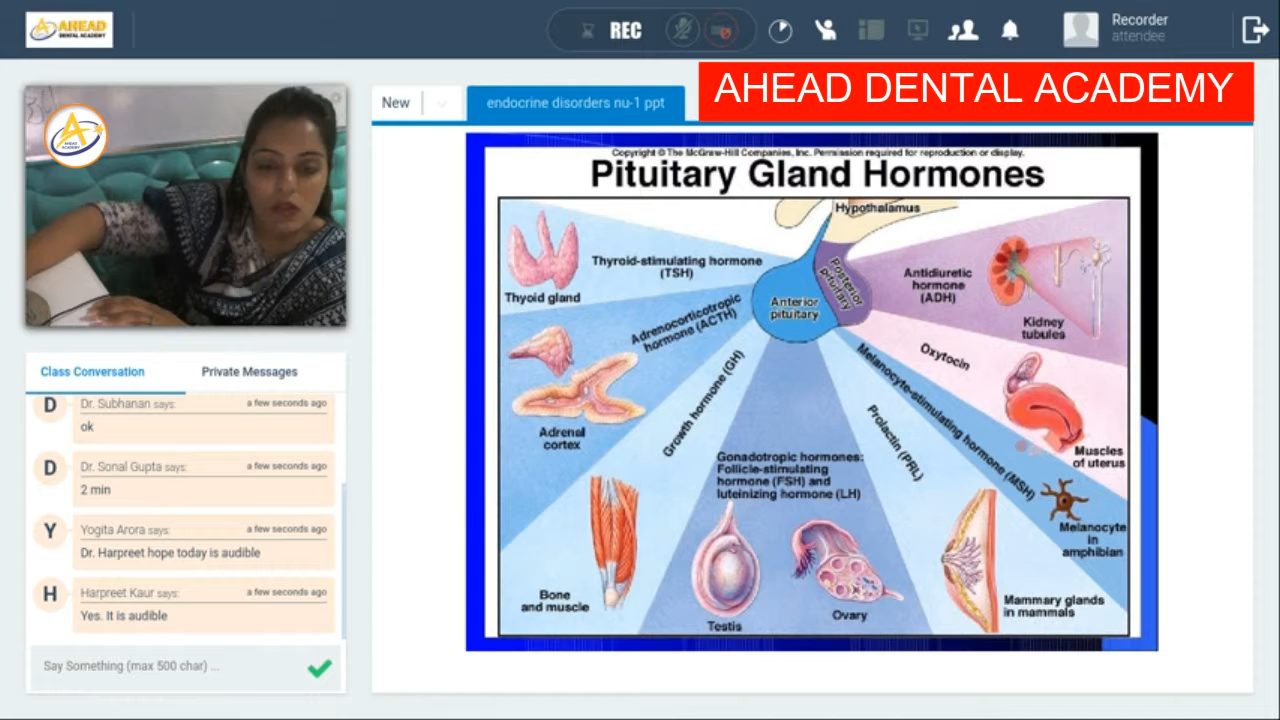 AHEAD
DENTAL ACADEMY
REC
Recorder
attendee
AHEAD DENTAL ACADEMY
New
endocrine disorders nu-1 ppt
A
AHEAD
ACADEMY
Class Conversation
Private Messages
D
Dr. Subhanan says:
a few seconds ago
ok
D
Dr. Sonal Gupta says:
a few seconds ago
2 min
Y
Yogita Arora says:
a few seconds ago
Dr. Harpreet hope today is audible
H
Harpreet Kaur says:
a few seconds ago
Yes. It is audible
Say Something (max 500 char) ...
Copyright © The McGraw-Hill Companies, Inc. Permission required for reproduction or display.
Pituitary Gland Hormones
Hypothalamus
Posterior
pituitary
Anterior
pituitary
Thyroid-stimulating hormone
(TSH)
Thyoid gland
Adrenocorticotropic
hormone (ACTH)
Adrenal
cortex
Growth hormone (GH)
Bone
and muscle
Gonadotropic hormones:
Follicle-stimulating
hormone (FSH) and
luteinizing hormone (LH)
Testis
Ovary
Prolactin (PRL)
Mammary glands
in mammals
Melanocyte-stimulating hormone (MSH)
Melanocyte
in
amphibian
Oxytocin
Muscles
of uterus
Antidiuretic
hormone
(ADH)
Kidney
tubules